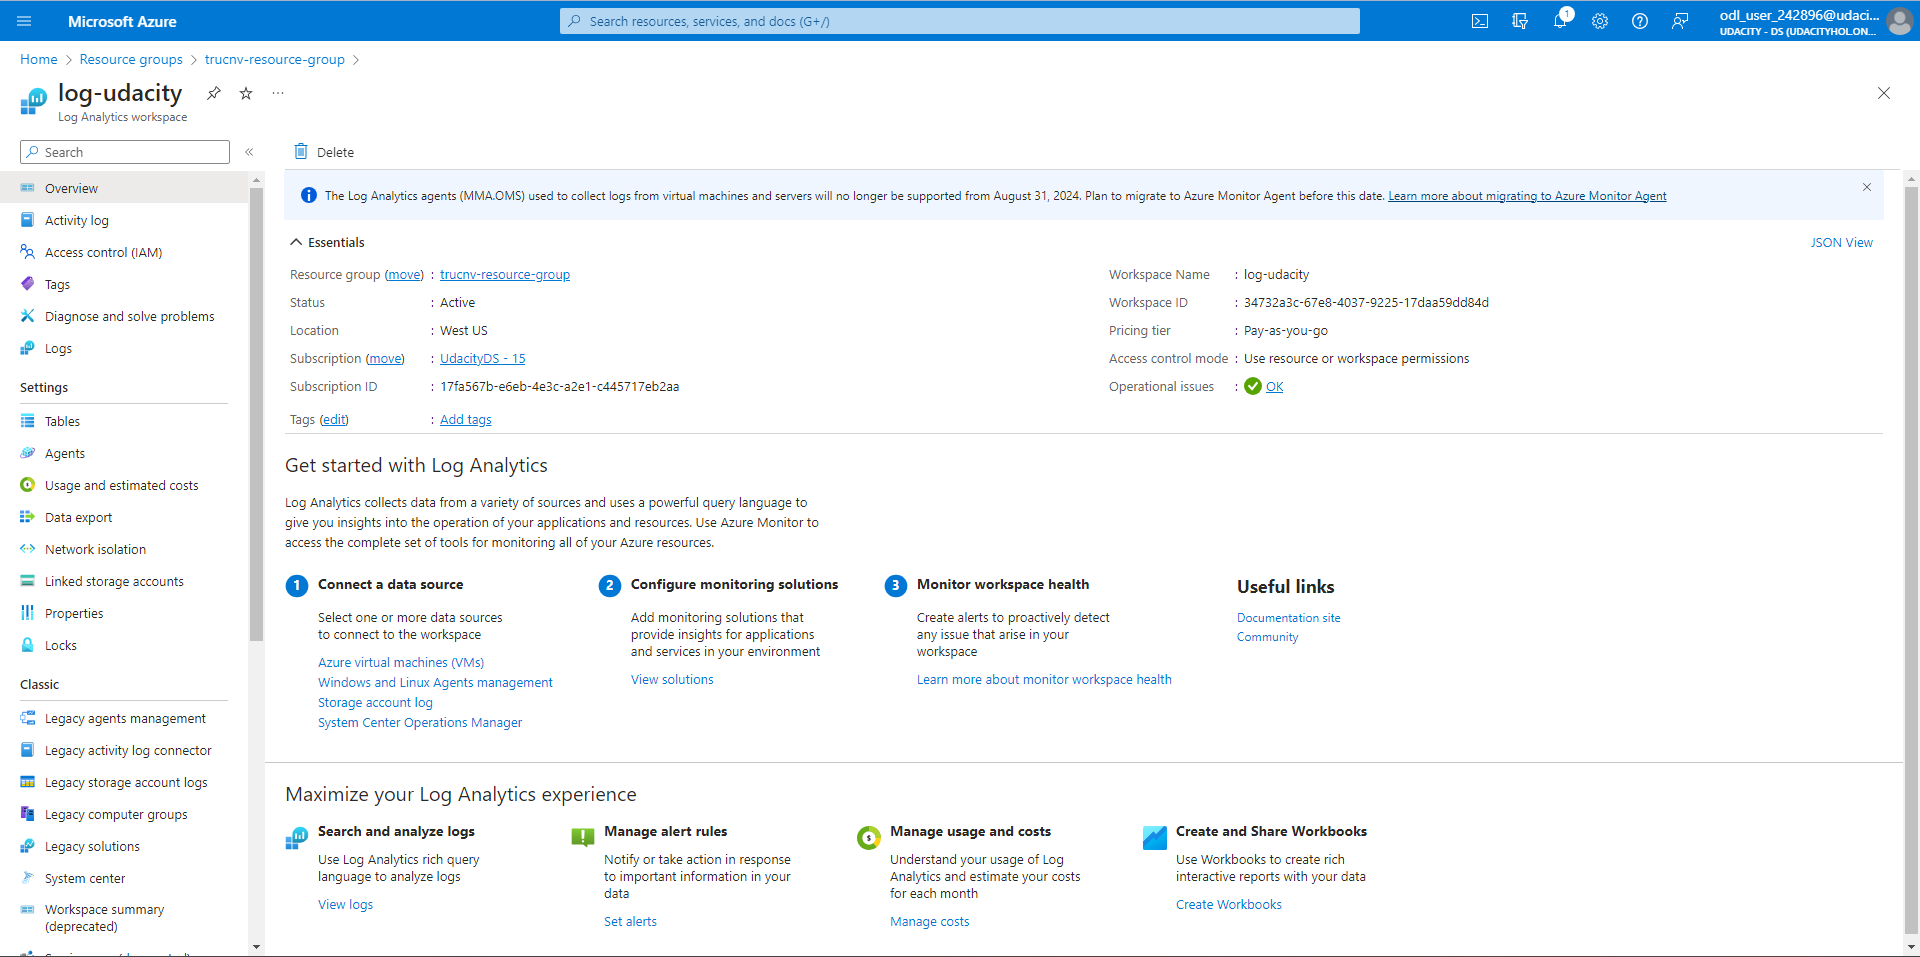 Microsoft Azure
Search resources, services, and docs (G+/)
1
odl_user_242896@udaci...
UDACITY - DS (UDACITYHOL.ON...
Home
Resource groups
trucnv-resource-group
log-udacity
...
Log Analytics workspace
Search
«
Overview
Activity log
Access control (IAM)
Tags
Diagnose and solve problems
Logs
Settings
Tables
Agents
Usage and estimated costs
Data export
Network isolation
Linked storage accounts
Properties
Locks
Classic
Legacy agents management
Legacy activity log connector
Legacy storage account logs
Legacy computer groups
Legacy solutions
System center
Workspace summary
(deprecated)
Delete
The Log Analytics agents (MMA,OMS) used to collect logs from virtual machines and servers will no longer be supported from August 31, 2024. Plan to migrate to Azure Monitor Agent before this date. Learn more about migrating to Azure Monitor Agent
Essentials
JSON View
Resource group (move) : trucnv-resource-group
Status : Active
Location : West US
Subscription (move) : UdacityDS - 15
Subscription ID : 17fa567b-e6eb-4e3c-a2e1-c445717eb2aa
Tags (edit) : Add tags
Workspace Name : log-udacity
Workspace ID : 34732a3c-67e8-4037-9225-17daa59dd84d
Pricing tier : Pay-as-you-go
Access control mode : Use resource or workspace permissions
Operational issues : OK
Get started with Log Analytics
Log Analytics collects data from a variety of sources and uses a powerful query language to
give you insights into the operation of your applications and resources. Use Azure Monitor to
access the complete set of tools for monitoring all of your Azure resources.
1 Connect a data source
Select one or more data sources
to connect to the workspace
Azure virtual machines (VMs)
Windows and Linux Agents management
Storage account log
System Center Operations Manager
2 Configure monitoring solutions
Add monitoring solutions that
provide insights for applications
and services in your environment
View solutions
3 Monitor workspace health
Create alerts to proactively detect
any issue that arise in your
workspace
Learn more about monitor workspace health
Useful links
Documentation site
Community
Maximize your Log Analytics experience
Search and analyze logs
Use Log Analytics rich query
language to analyze logs
View logs
Manage alert rules
Notify or take action in response
to important information in your
data
Set alerts
Manage usage and costs
Understand your usage of Log
Analytics and estimate your costs
for each month
Manage costs
Create and Share Workbooks
Use Workbooks to create rich
interactive reports with your data
Create Workbooks